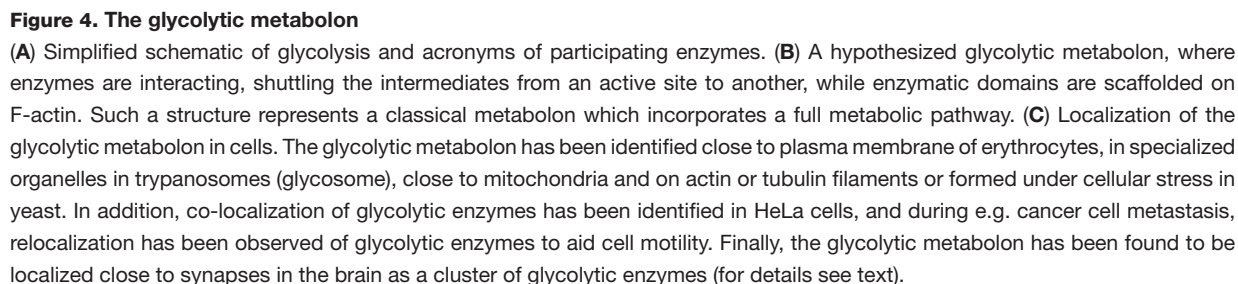 Figure 4. The glycolytic metabolon
(A) Simplified schematic of glycolysis and acronyms of participating enzymes. (B) A hypothesized glycolytic metabolon, where
enzymes are interacting, shuttling the intermediates from an active site to another, while enzymatic domains are scaffolded on
F-actin. Such a structure represents a classical metabolon which incorporates a full metabolic pathway. (C) Localization of the
glycolytic metabolon in cells. The glycolytic metabolon has been identified close to plasma membrane of erythrocytes, in specialized
organelles in trypanosomes (glycosome), close to mitochondria and on actin or tubulin filaments or formed under cellular stress in
yeast. In addition, co-localization of glycolytic enzymes has been identified in HeLa cells, and during e.g. cancer cell metastasis,
relocalization has been observed of glycolytic enzymes to aid cell motility. Finally, the glycolytic metabolon has been found to be
localized close to synapses in the brain as a cluster of glycolytic enzymes (for details see text).